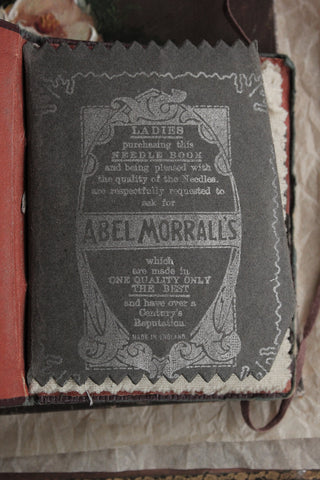 LADIES
purchasing this
NEEDLE BOOK
and being pleased with
the quality of the Needles.
are respectfully requested to
ask for
ABEL MORRALL'S
which
are made in
ONE QUALITY ONLY
THE BEST
and have over a
Century's
Reputation.
MADE IN ENGLAND.